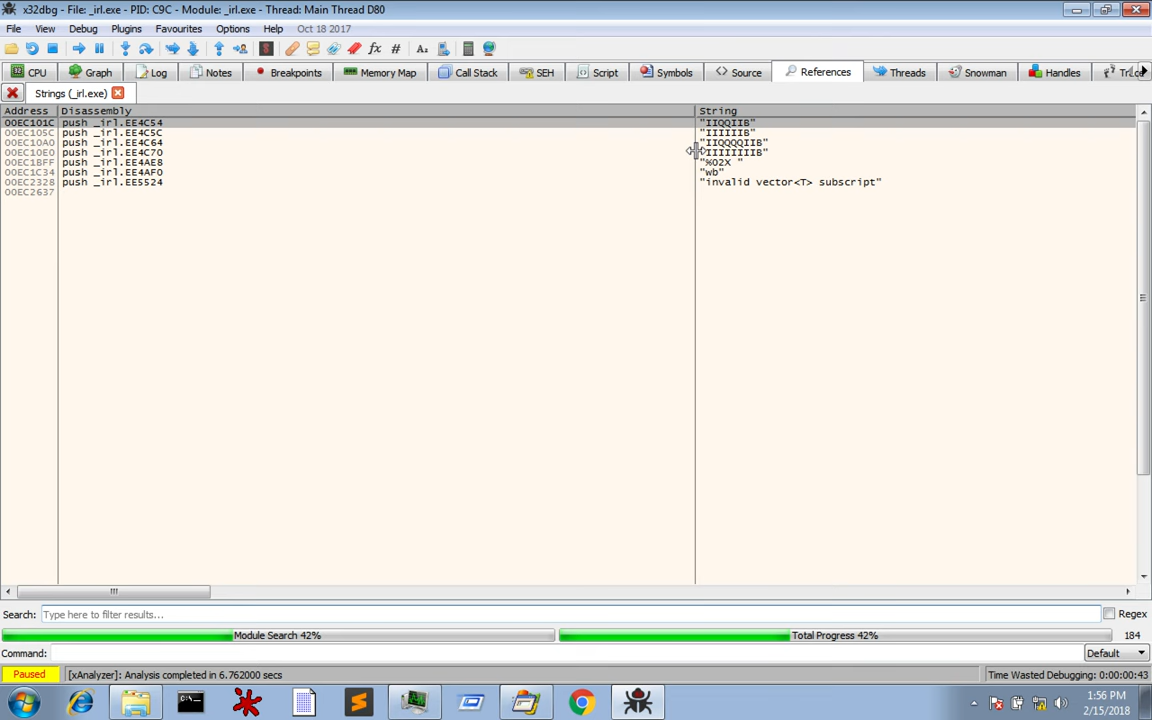 x32dbg - File: _irl.exe - PID: C9C - Module: _irl.exe - Thread: Main Thread D80
File View Debug Plugins Favourites Options Help Oct 18 2017
CPU Graph Log Notes Breakpoints Memory Map Call Stack SEH Script Symbols Source References Threads Snowman Handles
Strings (_irl.exe)
Address Disassembly String
00EC101C push _irl.EE4C54 "IIQQIIB"
00EC105C push _irl.EE4C5C "IIIIIIB"
00EC10A0 push _irl.EE4C64 "IIQQQQIIB"
00EC10E0 push _irl.EE4C70 "IIIIIIIIB"
00EC1BFF push _irl.EE4AE8 "%02X "
00EC1C34 push _irl.EE4AF0 "wb"
00EC2328 push _irl.EE5524 "invalid vector<T> subscript"
00EC2637
Search: Type here to filter results... Regex
Module Search 42% Total Progress 42% 184
Command: Default
Paused [xAnalyzer]: Analysis completed in 6.762000 secs Time Wasted Debugging: 0:00:00:43
1:56 PM
2/15/2018